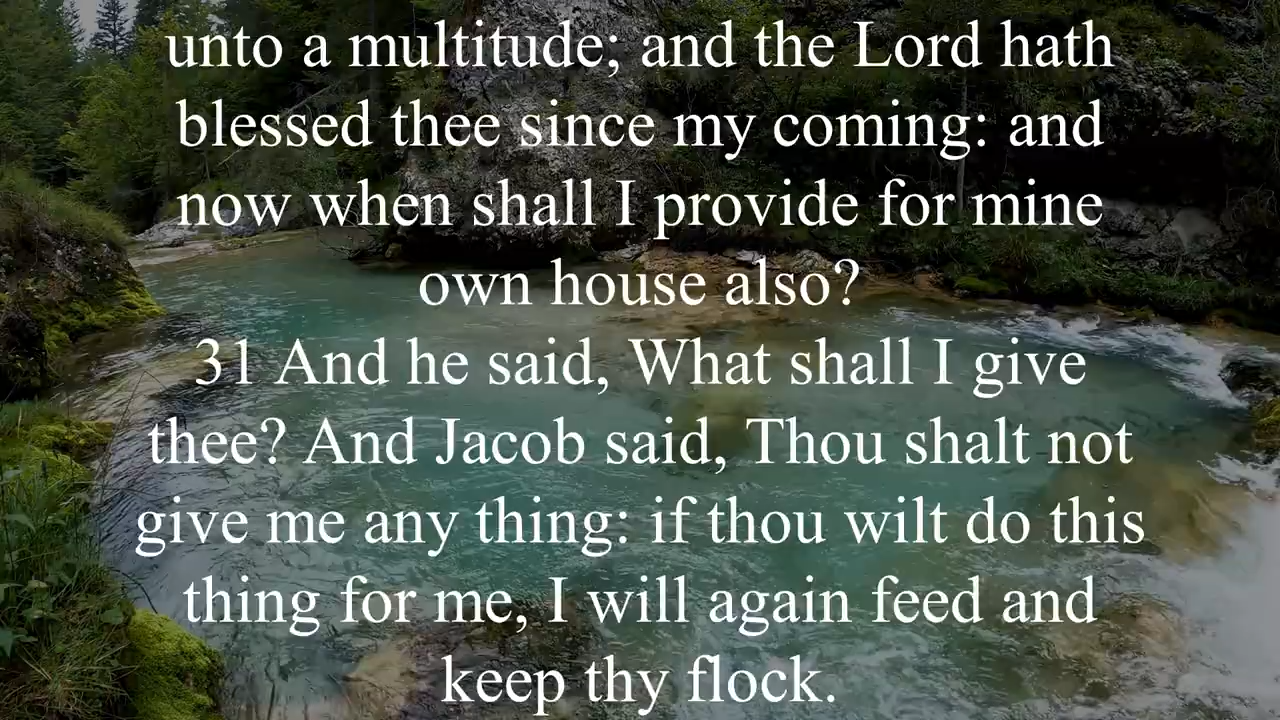 unto a multitude; and the Lord hath
blessed thee since my coming: and
now when shall I provide for mine
own house also?
31 And he said, What shall I give
thee? And Jacob said, Thou shalt not
give me any thing: if thou wilt do this
thing for me, I will again feed and
keep thy flock.